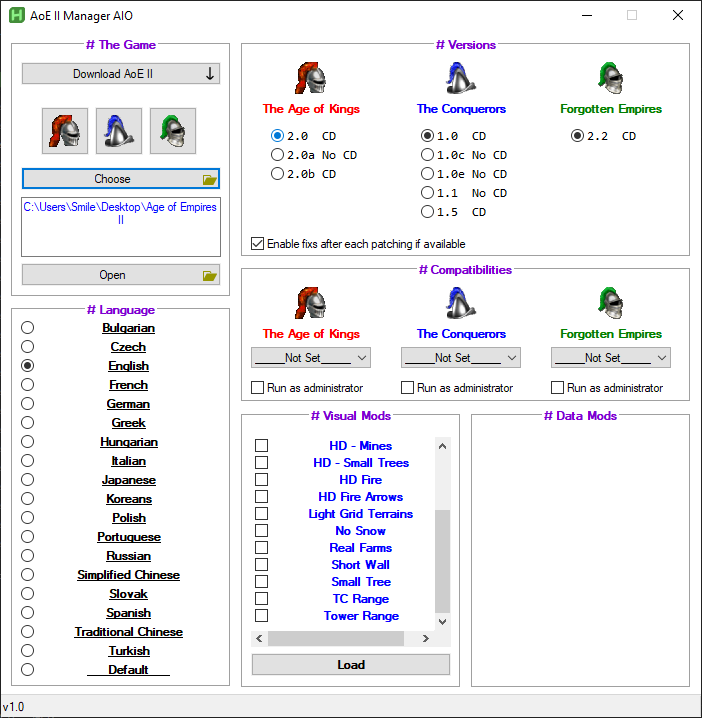 AoE II Manager AIO
# The Game
Download AoE II
Choose
C:\Users\Smile\Desktop\Age of Empires
II
Open
# Language
Bulgarian
Czech
English
French
German
Greek
Hungarian
Italian
Japanese
Koreans
Polish
Portuguese
Russian
Simplified Chinese
Slovak
Spanish
Traditional Chinese
Turkish
____Default____
# Versions
The Age of Kings
The Conquerors
Forgotten Empires
2.0 CD
1.0 CD
2.2 CD
2.0a No CD
1.0c No CD
2.0b CD
1.0e No CD
1.1 No CD
1.5 CD
Enable fixs after each patching if available
# Compatibilities
The Age of Kings
The Conquerors
Forgotten Empires
_____Not Set_____
_____Not Set_____
_____Not Set_____
Run as administrator
Run as administrator
Run as administrator
# Visual Mods
HD - Mines
HD - Small Trees
HD Fire
HD Fire Arrows
Light Grid Terrains
No Snow
Real Farms
Short Wall
Small Tree
TC Range
Tower Range
Load
# Data Mods
v1.0